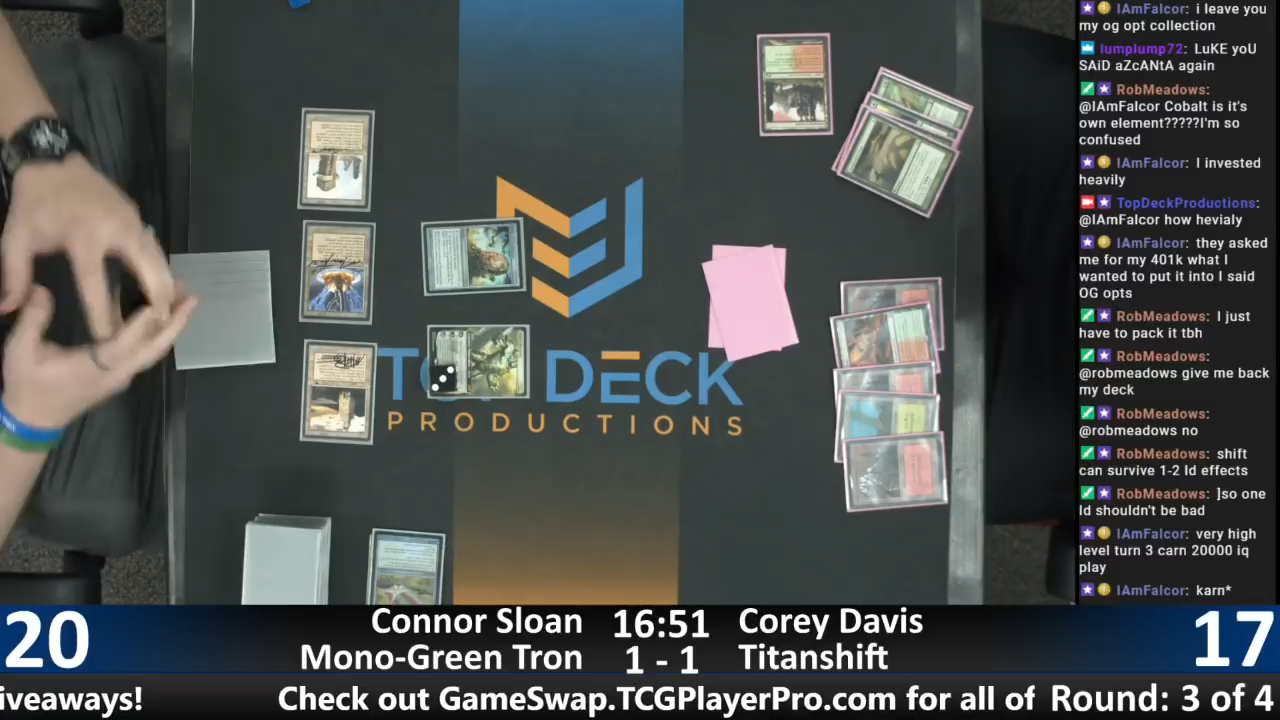 IAmFalcor: i leave you
my og opt collection
lumplump72: LuKE yoU
SAiD aZcANtA again
RobMeadows:
@IAmFalcor Cobalt is it's
own element?????I'm so
confused
IAmFalcor: I invested
heavily
TopDeckProductions:
@IAmFalcor how hevialy
IAmFalcor: they asked
me for my 401k what I
wanted to put it into I said
OG opts
RobMeadows: I just
have to pack it tbh
RobMeadows:
@robmeadows give me back
my deck
RobMeadows:
@robmeadows no
RobMeadows: shift
can survive 1-2 ld effects
RobMeadows: ]so one
ld shouldn't be bad
IAmFalcor: very high
level turn 3 carn 20000 iq
play
IAmFalcor: karn*
TOP DECK
PRODUCTIONS
20 Connor Sloan 16:51 Corey Davis 17
Mono-Green Tron 1 - 1 Titanshift
iveaways! Check out GameSwap.TCGPlayerPro.com for all of Round: 3 of 4